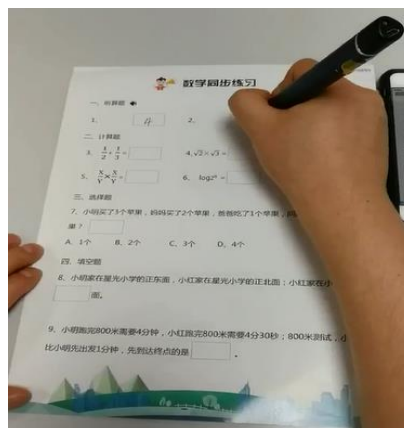 数学同步练习
一、听算题
1、 4 2、
二、计算题
3、 1/2 + 1/3 = 4、√2 × √3 =
5、 X/Y × X/Y = 6、 log2⁸ =
三、选择题
7、小明买了3个苹果，妈妈买了2个苹果，爸爸吃了1个苹果，
果？
A、1个 B、2个 C、3个 D、4个
四、填空题
8、小明家在星光小学的正东面，小红家在星光小学的正北面；小红家在小
面。
9、小明跑完800米需要4分钟，小红跑完800米需要4分30秒；800米测试，小
比小明先出发1分钟，先到达终点的是 。